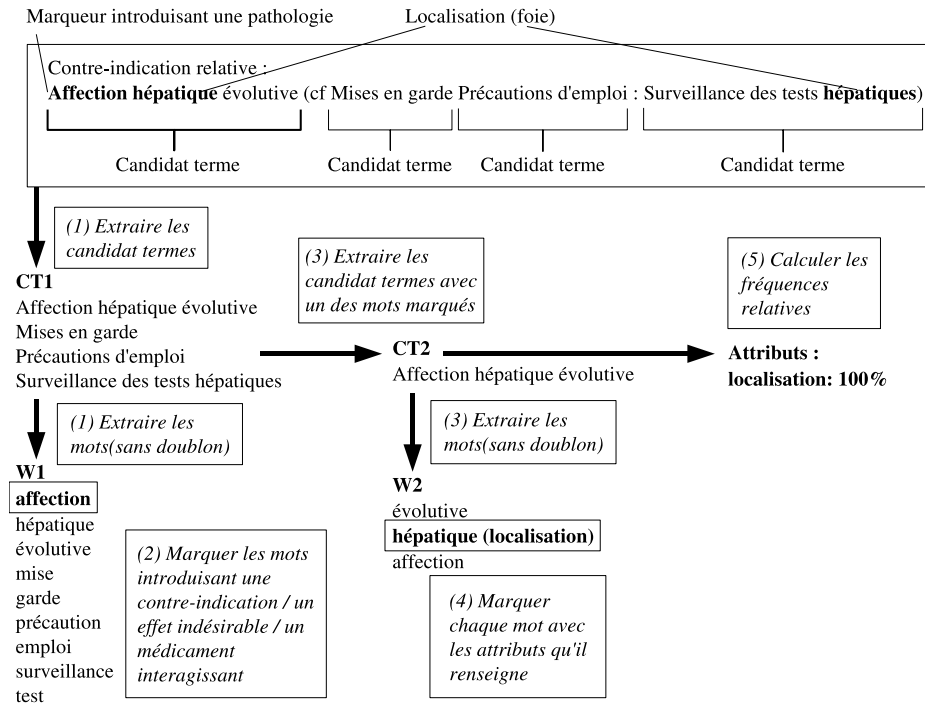 Marqueur introduisant une pathologie
Localisation (foie)
Contre-indication relative :
Affection hépatique évolutive (cf Mises en garde Précautions d'emploi : Surveillance des tests hépatiques)
Candidat terme
Candidat terme
Candidat terme
Candidat terme
(1) Extraire les
candidat termes
CT1
Affection hépatique évolutive
Mises en garde
Précautions d'emploi
Surveillance des tests hépatiques
(3) Extraire les
candidat termes avec
un des mots marqués
CT2
Affection hépatique évolutive
(5) Calculer les
fréquences
relatives
Attributs :
localisation: 100%
(1) Extraire les
mots(sans doublon)
W1
affection
hépatique
évolutive
mise
garde
précaution
emploi
surveillance
test
(2) Marquer les mots
introduisant une
contre-indication / un
effet indésirable / un
médicament
interagissant
(3) Extraire les
mots(sans doublon)
W2
évolutive
hépatique (localisation)
affection
(4) Marquer
chaque mot avec
les attributs qu'il
renseigne